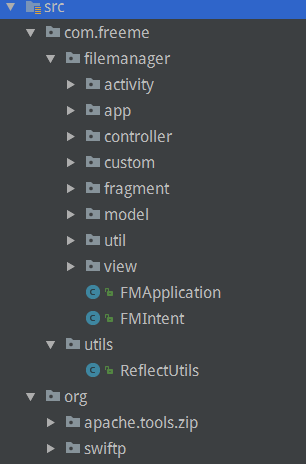 src
com.freeme
filemanager
activity
app
controller
custom
fragment
model
util
view
C FMApplication
C FMIntent
utils
C ReflectUtils
org
apache.tools.zip
swiftp